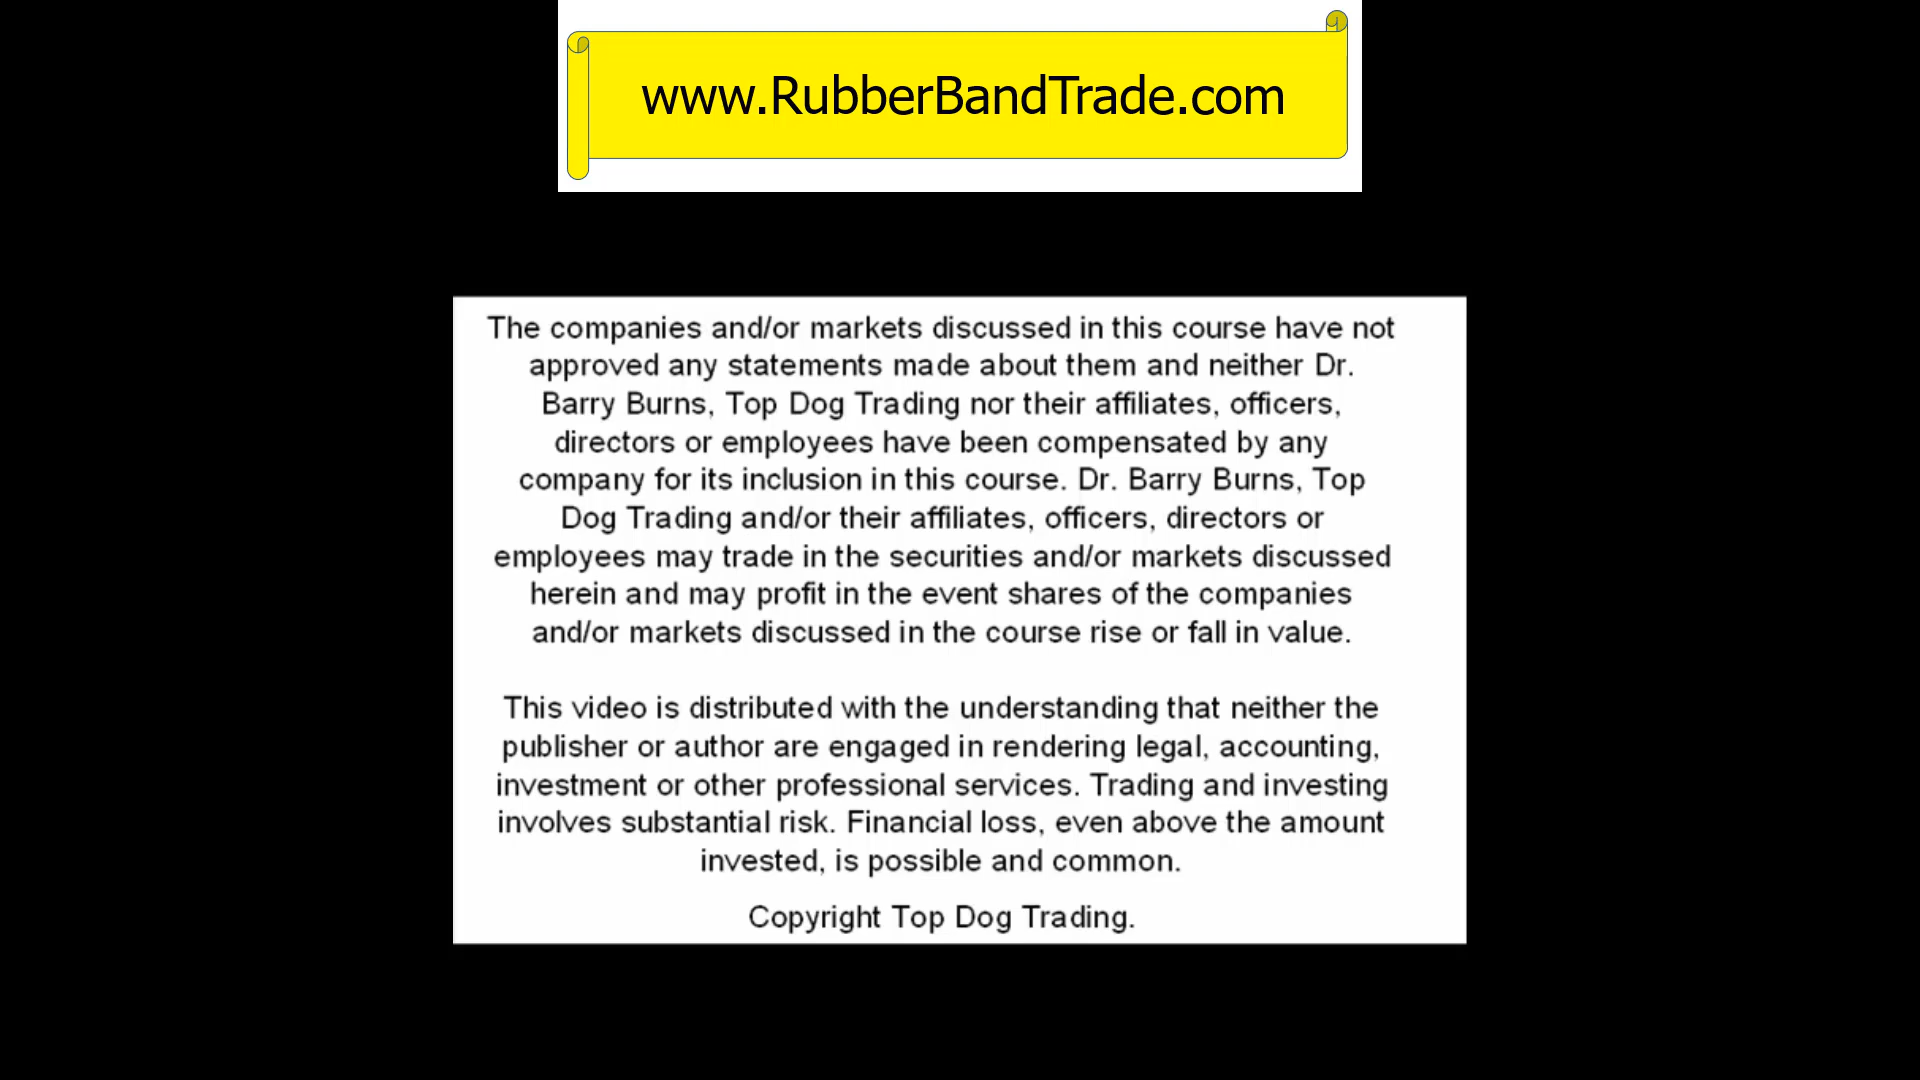 www.RubberBandTrade.com
The companies and/or markets discussed in this course have not
approved any statements made about them and neither Dr.
Barry Burns, Top Dog Trading nor their affiliates, officers,
directors or employees have been compensated by any
company for its inclusion in this course. Dr. Barry Burns, Top
Dog Trading and/or their affiliates, officers, directors or
employees may trade in the securities and/or markets discussed
herein and may profit in the event shares of the companies
and/or markets discussed in the course rise or fall in value.
This video is distributed with the understanding that neither the
publisher or author are engaged in rendering legal, accounting,
investment or other professional services. Trading and investing
involves substantial risk. Financial loss, even above the amount
invested, is possible and common.
Copyright Top Dog Trading.